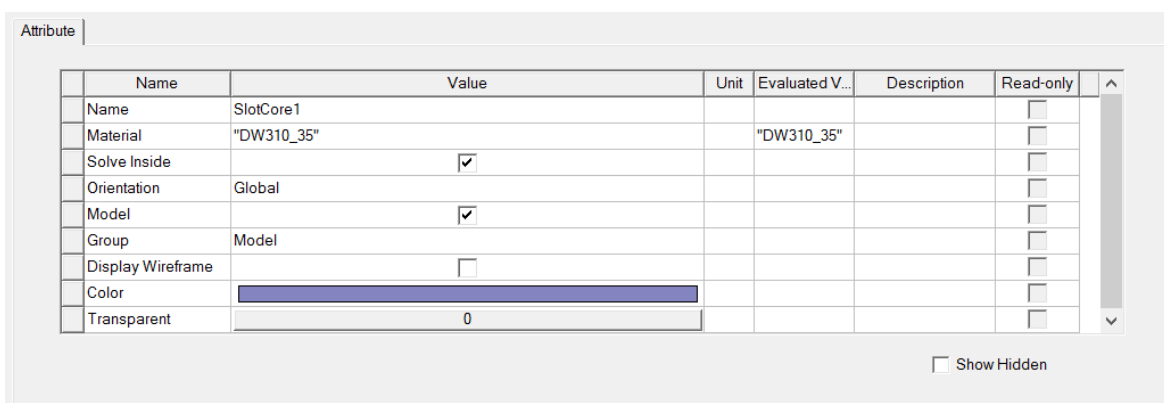 Attribute
Name Value Unit Evaluated V... Description Read-only
Name SlotCore1
Material "DW310_35" "DW310_35"
Solve Inside
Orientation Global
Model
Group Model
Display Wireframe
Color
Transparent 0
Show Hidden